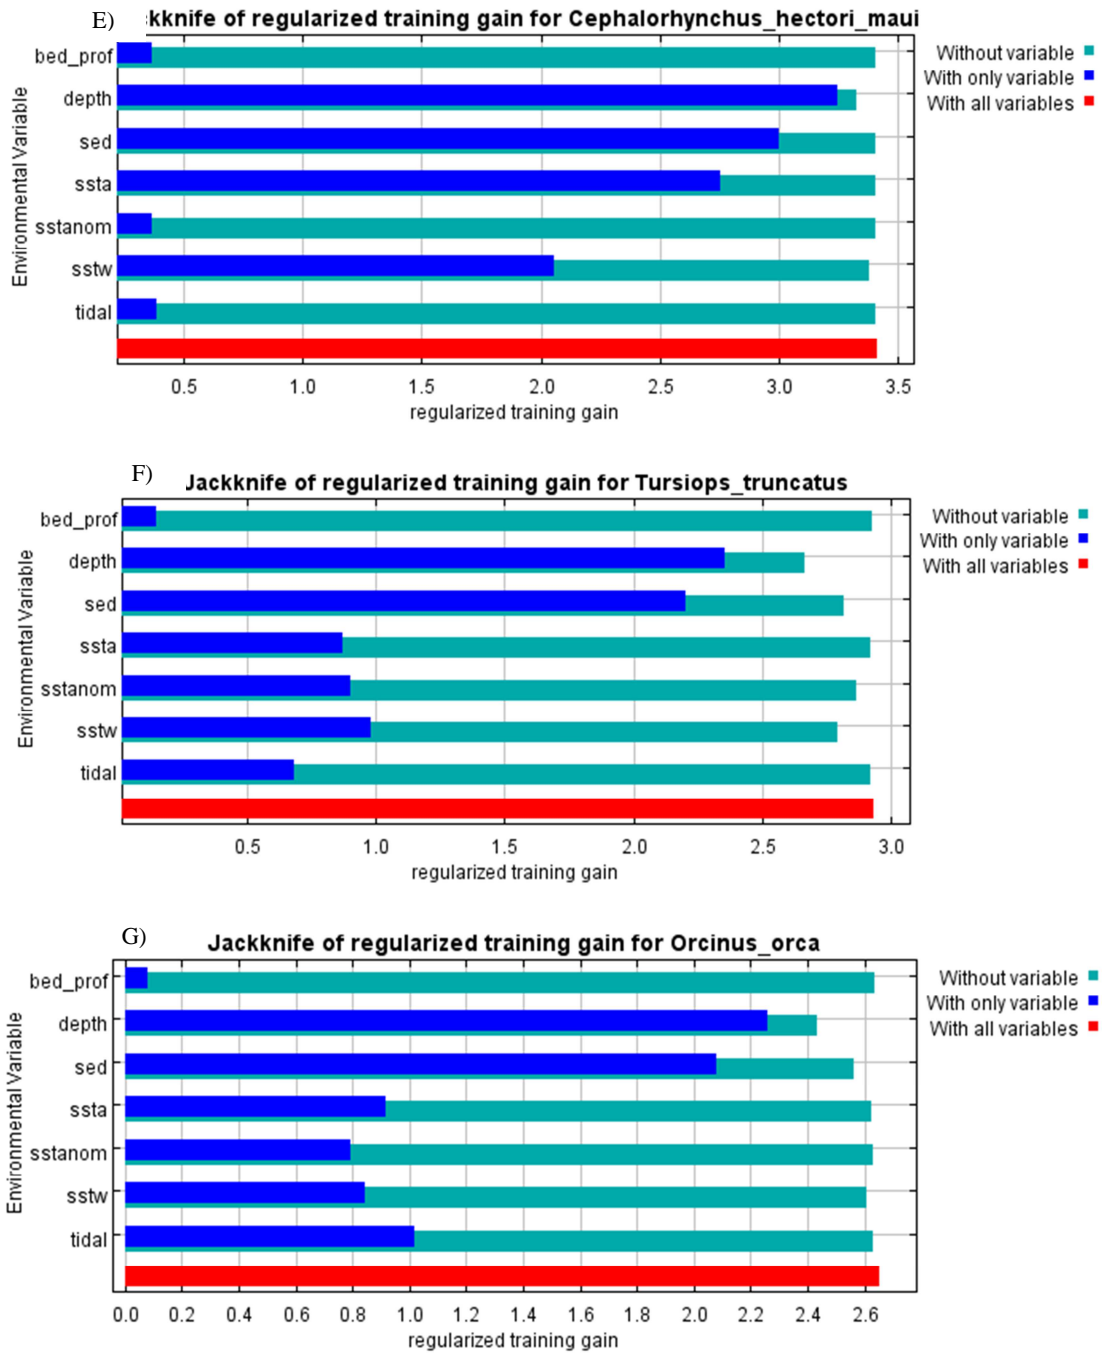 E) kknife of regularized training gain for Cephalorhynchus_hectori_maui
Without variable
With only variable
With all variables
Environmental Variable
bed_prof
depth
sed
ssta
sstanom
sstw
tidal
0.5 1.0 1.5 2.0 2.5 3.0 3.5
regularized training gain
F) Jackknife of regularized training gain for Tursiops_truncatus
Without variable
With only variable
With all variables
Environmental Variable
bed_prof
depth
sed
ssta
sstanom
sstw
tidal
0.5 1.0 1.5 2.0 2.5 3.0
regularized training gain
G) Jackknife of regularized training gain for Orcinus_orca
Without variable
With only variable
With all variables
Environmental Variable
bed_prof
depth
sed
ssta
sstanom
sstw
tidal
0.0 0.2 0.4 0.6 0.8 1.0 1.2 1.4 1.6 1.8 2.0 2.2 2.4 2.6
regularized training gain